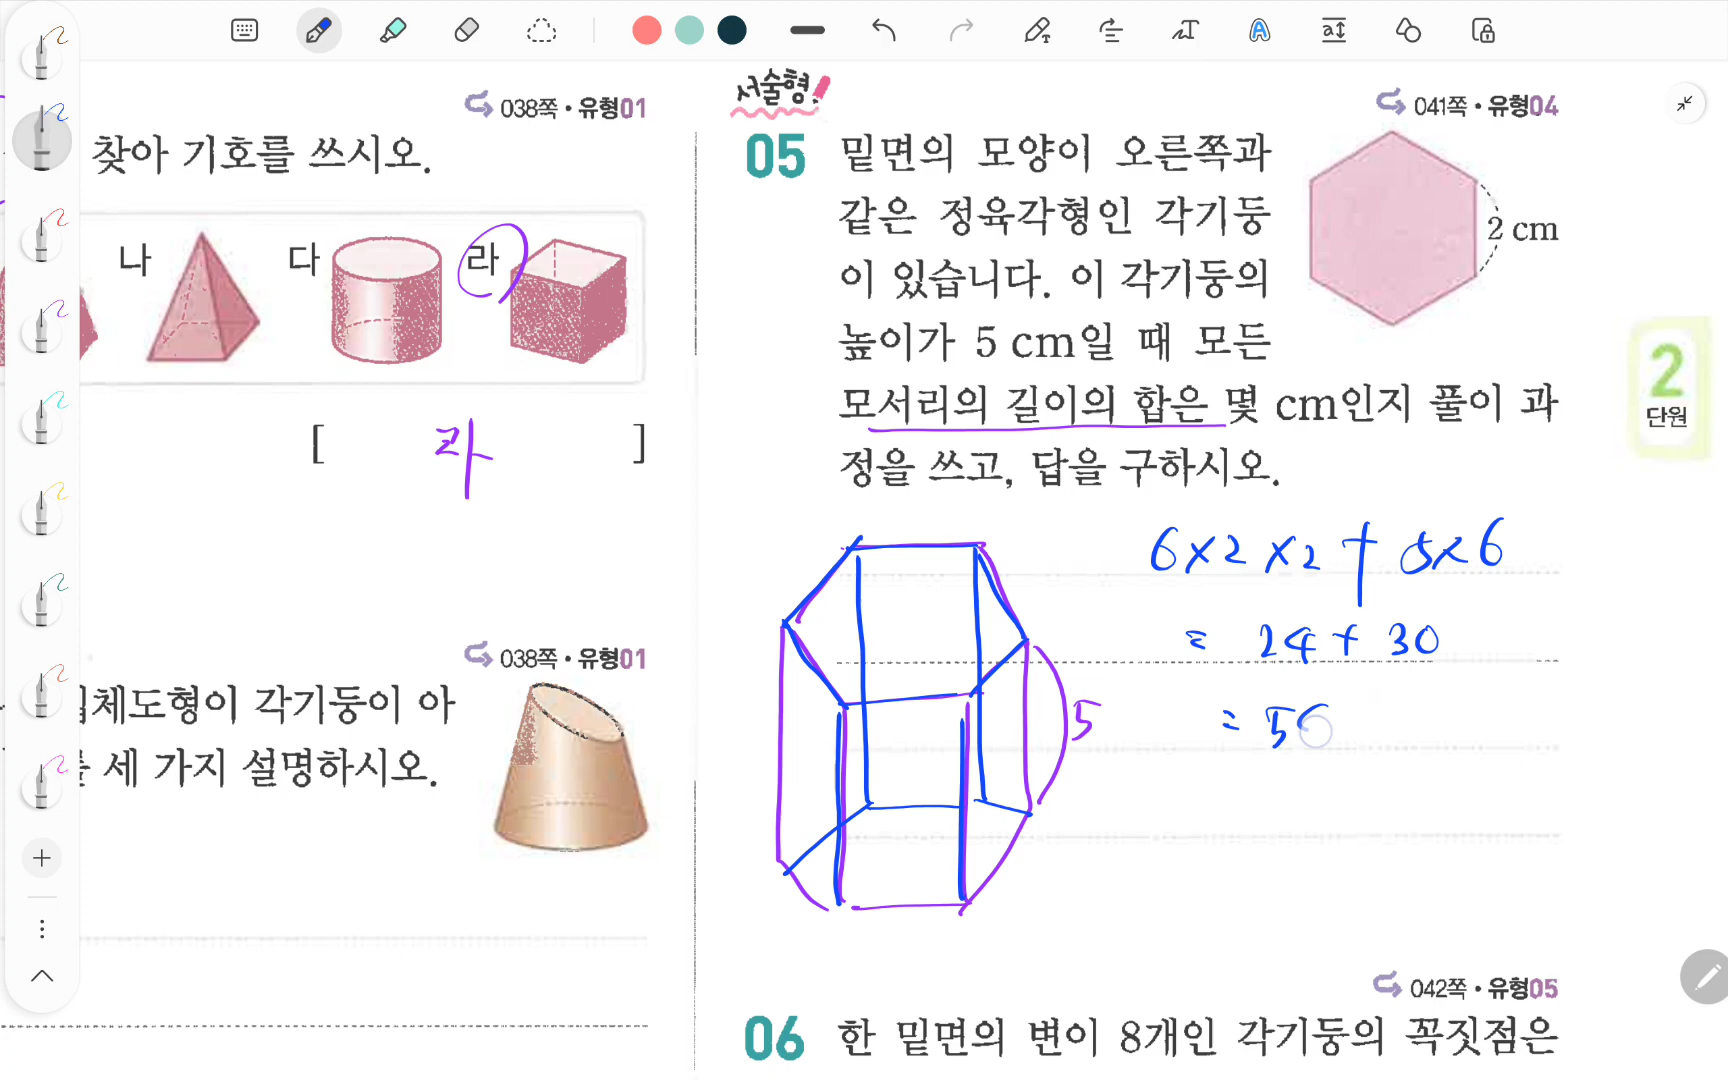 038쪽•유형01
찾아 기호를 쓰시오.
나
다
라
[ 라 ]
038쪽•유형01
체도형이 각기둥이 아
세 가지 설명하시오.
서술형!
041쪽•유형04
05 밑면의 모양이 오른쪽과
같은 정육각형인 각기둥
이 있습니다. 이 각기둥의
높이가 5 cm일 때 모든
모서리의 길이의 합은 몇 cm인지 풀이 과
정을 쓰고, 답을 구하시오.
2 cm
6×2×2+5×6
= 24+30
5
2
단원
042쪽•유형05
06 한 밑면의 변이 8개인 각기둥의 꼭짓점은